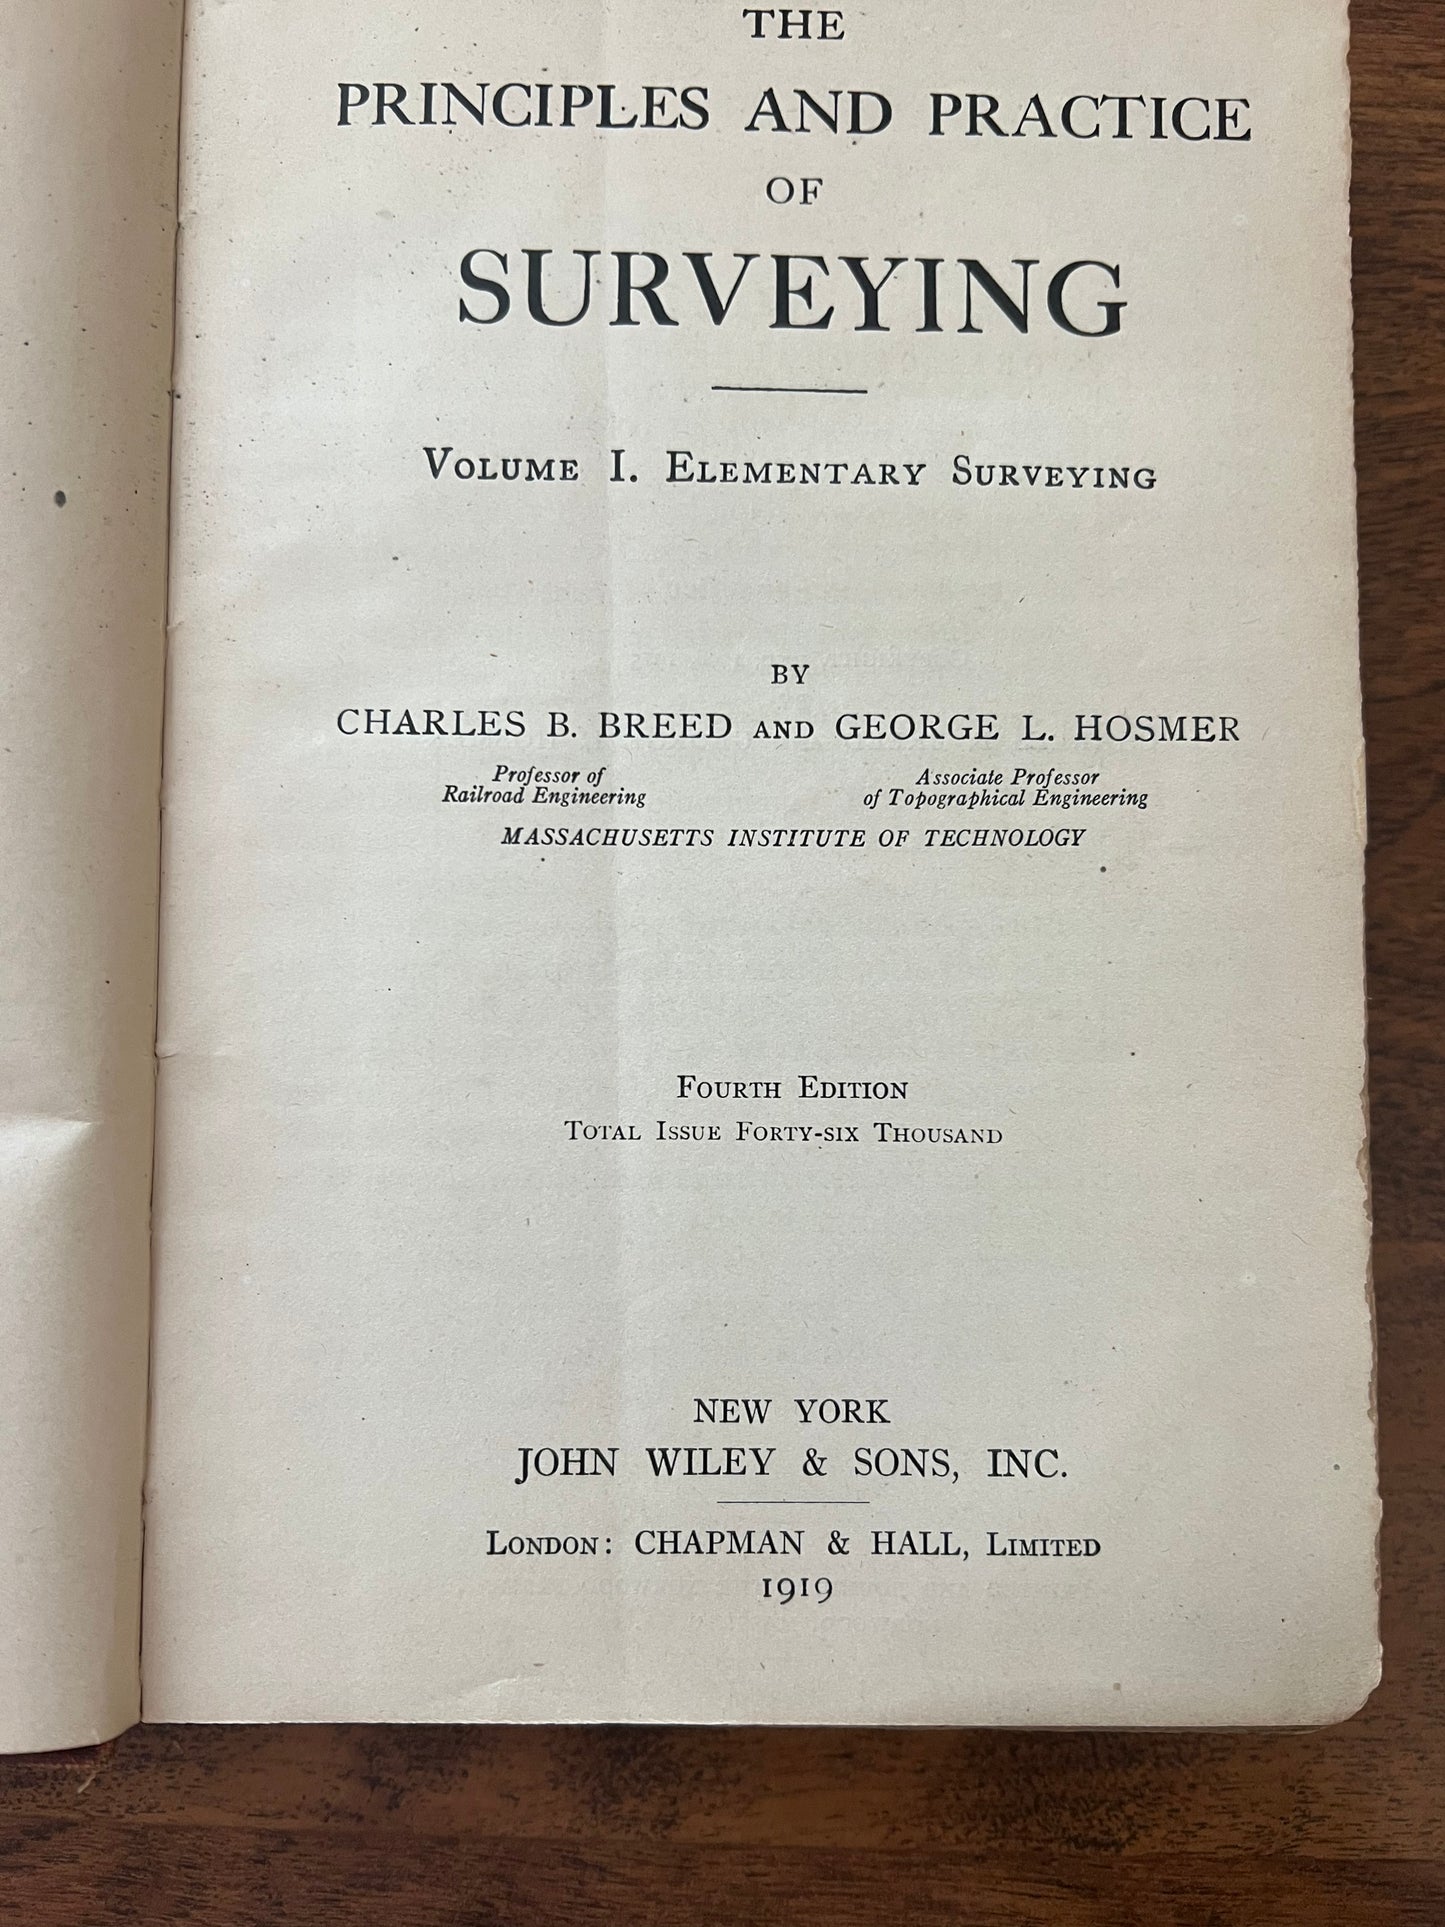 THE
PRINCIPLES AND PRACTICE
OF
SURVEYING
VOLUME I. ELEMENTARY SURVEYING
BY
CHARLES B. BREED AND GEORGE L. HOSMER
Professor of Associate Professor
Railroad Engineering of Topographical Engineering
MASSACHUSETTS INSTITUTE OF TECHNOLOGY
FOURTH EDITION
TOTAL ISSUE FORTY-SIX THOUSAND
NEW YORK
JOHN WILEY & SONS, INC.
LONDON: CHAPMAN & HALL, LIMITED
1919